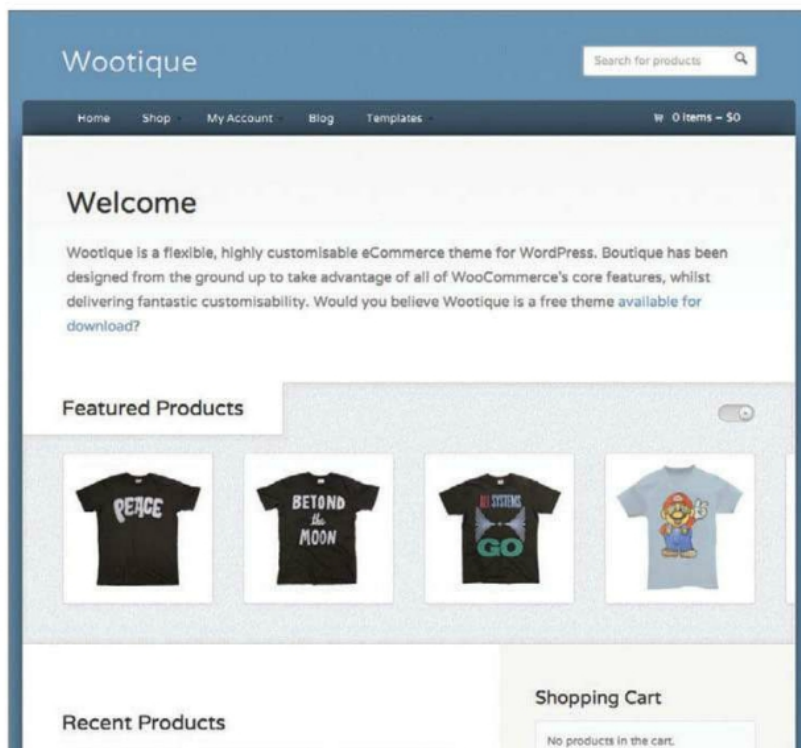 Wootique
Search for products
Home Shop My Account Blog Templates 0 items – $0
Welcome
Wootique is a flexible, highly customisable eCommerce theme for WordPress. Boutique has been
designed from the ground up to take advantage of all of WooCommerce's core features, whilst
delivering fantastic customisability. Would you believe Wootique is a free theme available for
download?
Featured Products
PEACE
BEYOND
the
MOON
ALL SYSTEMS
GO
Recent Products
Shopping Cart
No products in the cart.